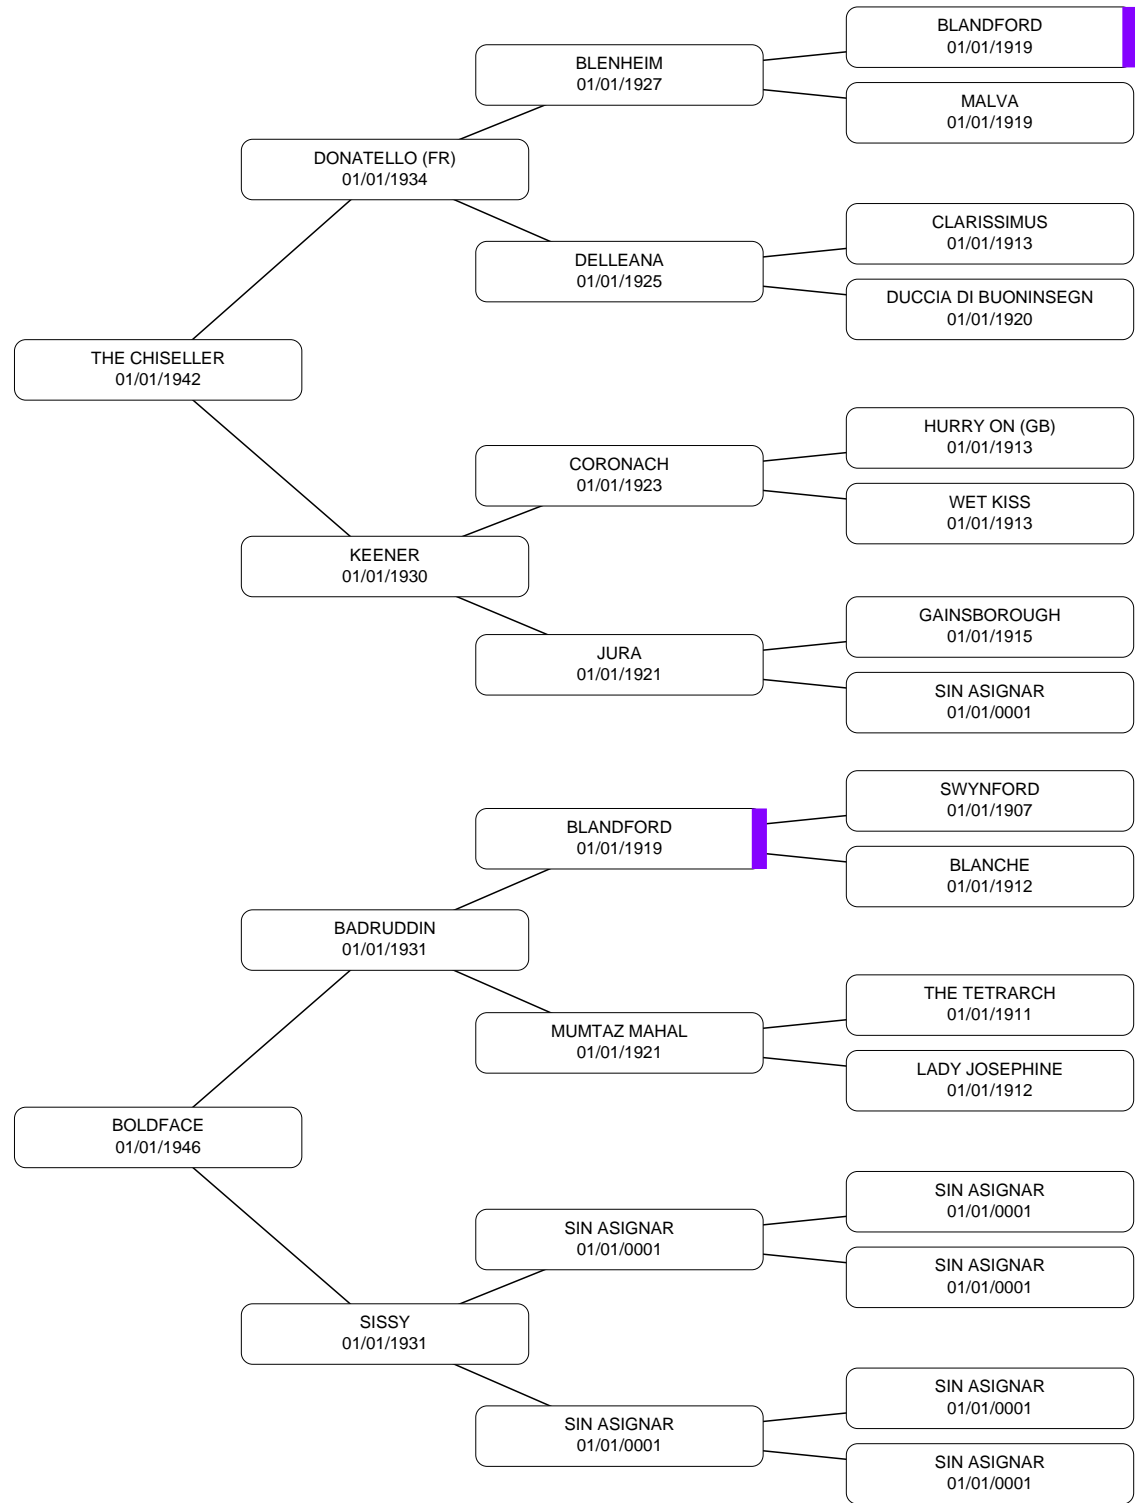 BLANDFORD
01/01/1919
BLENHEIM
01/01/1927
MALVA
01/01/1919
DONATELLO (FR)
01/01/1934
CLARISSIMUS
01/01/1913
DELLEANA
01/01/1925
DUCCIA DI BUONINSEGN
01/01/1920
THE CHISELLER
01/01/1942
HURRY ON (GB)
01/01/1913
CORONACH
01/01/1923
WET KISS
01/01/1913
KEENER
01/01/1930
GAINSBOROUGH
01/01/1915
JURA
01/01/1921
SIN ASIGNAR
01/01/0001
SWYNFORD
01/01/1907
BLANDFORD
01/01/1919
BLANCHE
01/01/1912
BADRUDDIN
01/01/1931
THE TETRARCH
01/01/1911
MUMTAZ MAHAL
01/01/1921
LADY JOSEPHINE
01/01/1912
BOLDFACE
01/01/1946
SIN ASIGNAR
01/01/0001
SIN ASIGNAR
01/01/0001
SIN ASIGNAR
01/01/0001
SISSY
01/01/1931
SIN ASIGNAR
01/01/0001
SIN ASIGNAR
01/01/0001
SIN ASIGNAR
01/01/0001